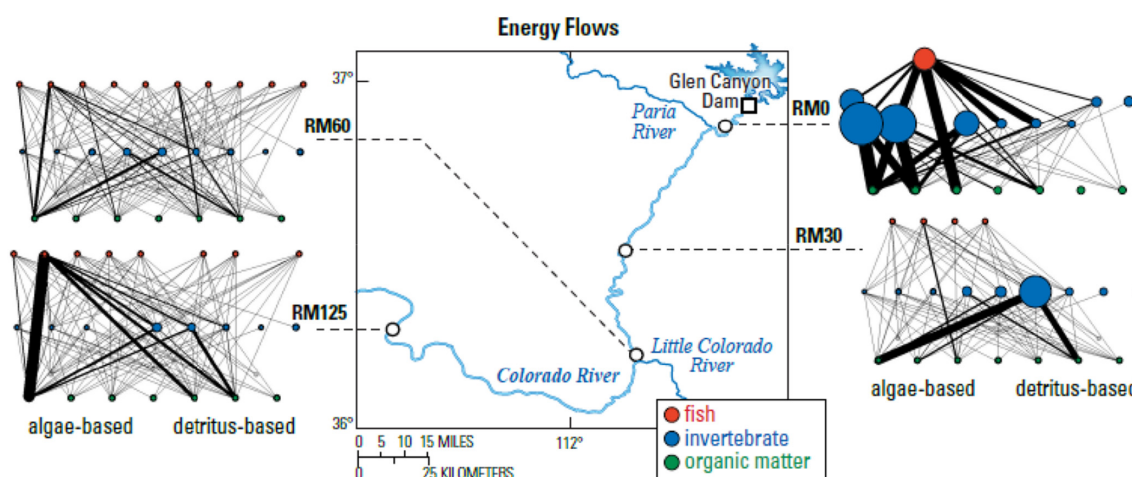 Energy Flows
37°
Glen Canyon
Dam
RM0
Paria
River
RM60
RM30
RM125
Little Colorado
River
Colorado River
algae-based
detritus-based
algae-based
detritus-based
fish
invertebrate
organic matter
36°
112°
0 5 10 15 MILES
0 25 KILOMETERS